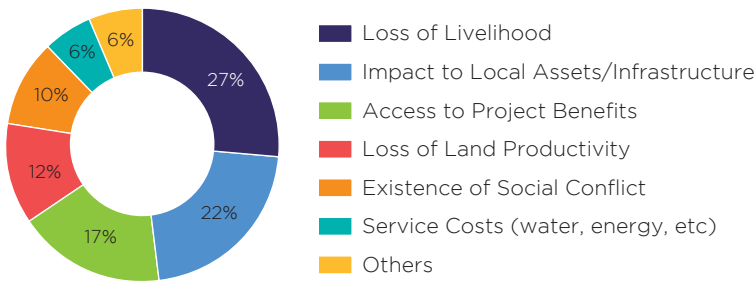 6%
6%
27%
10%
12%
22%
17%
Loss of Livelihood
Impact to Local Assets/Infrastructure
Access to Project Benefits
Loss of Land Productivity
Existence of Social Conflict
Service Costs (water, energy, etc)
Others